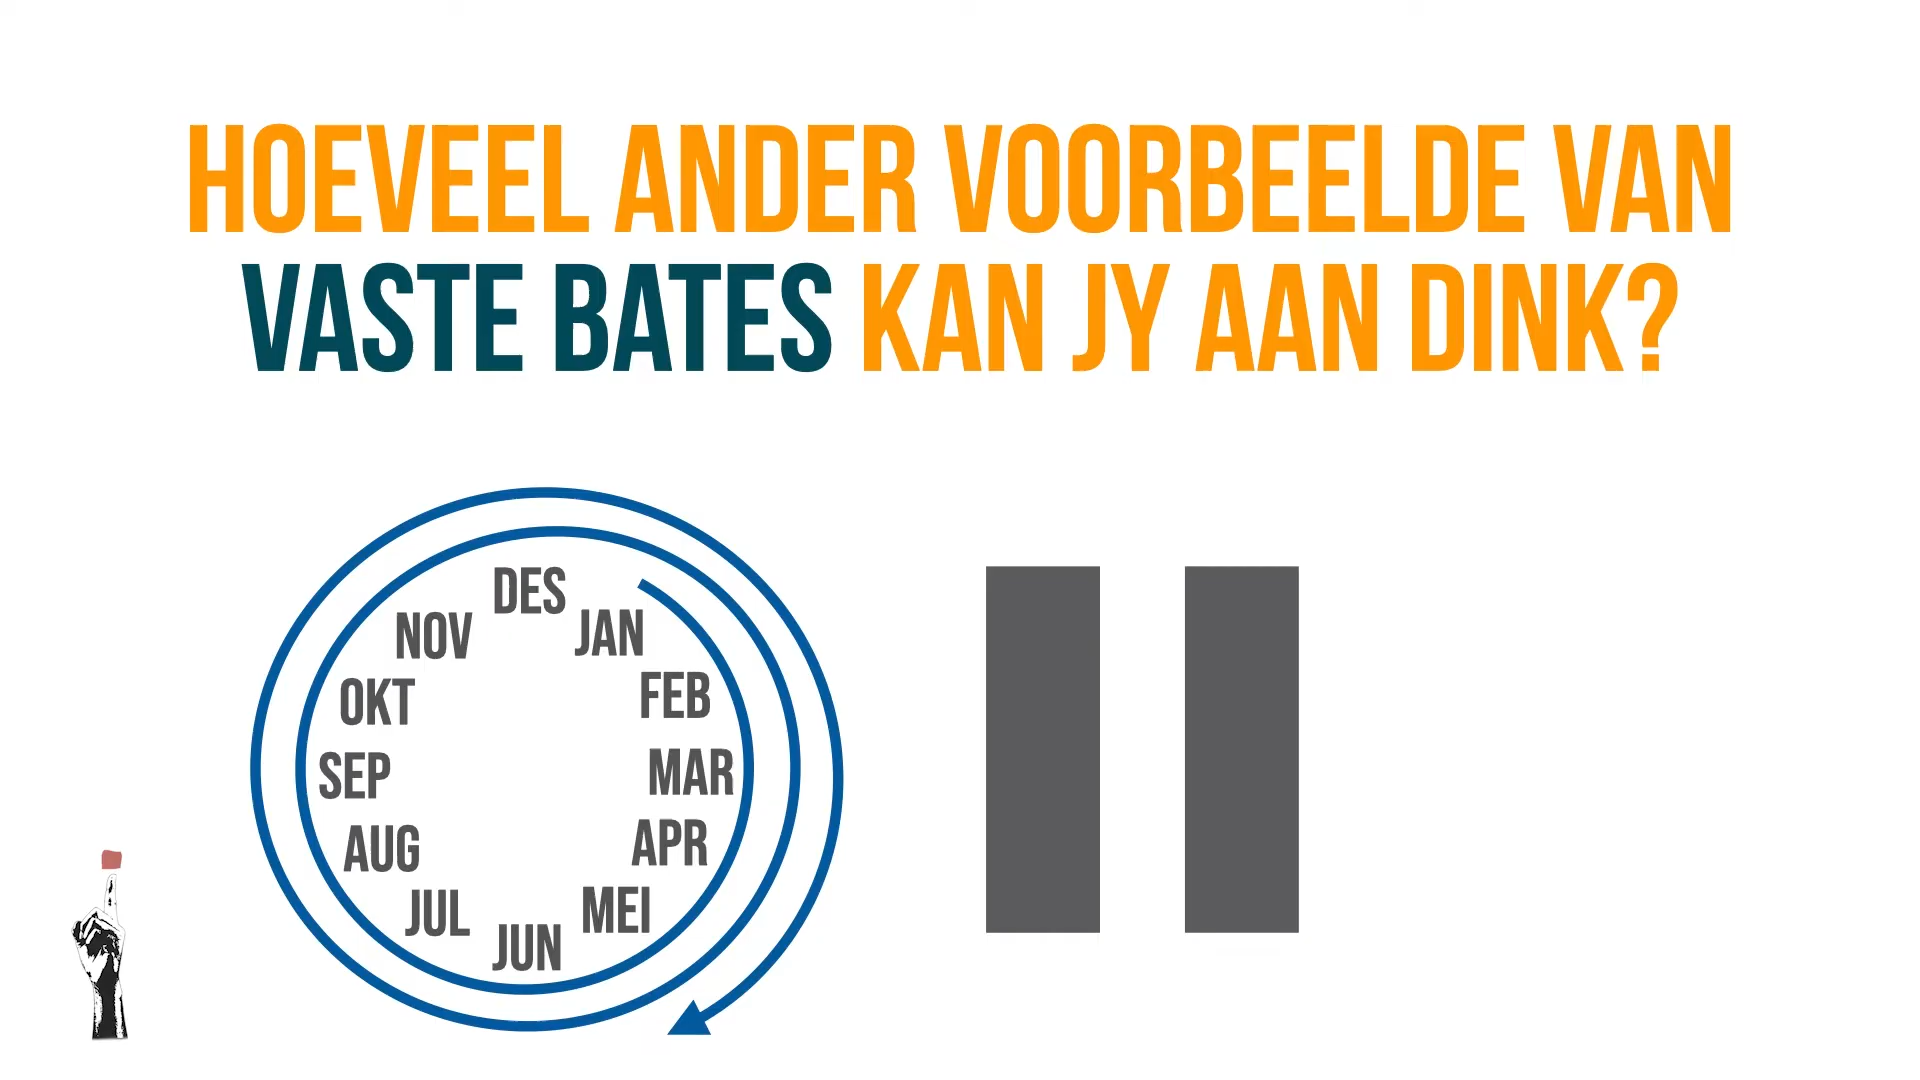 HOEVEEL ANDER VOORBEELDE VAN
VASTE BATES KAN JY AAN DINK?
DES
JAN
FEB
MAR
APR
MEI
JUN
JUL
AUG
SEP
OKT
NOV